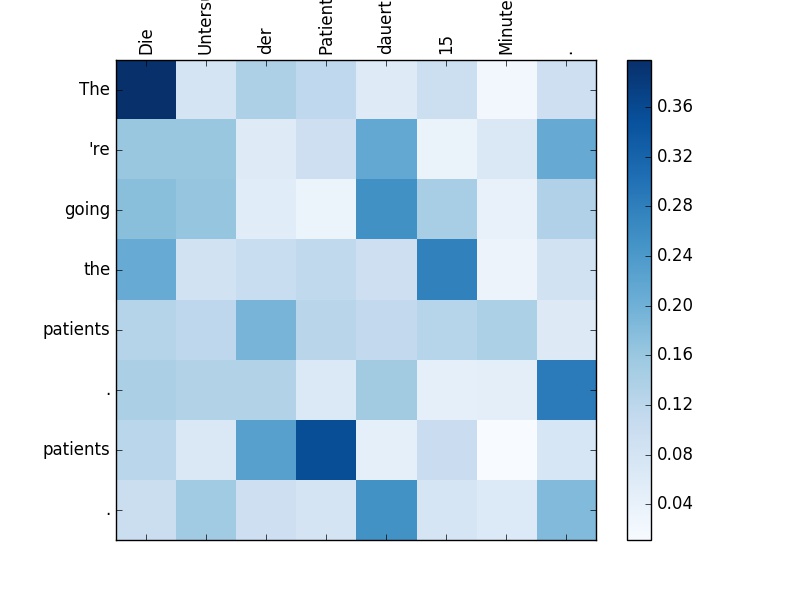 Die Unters der Patient dauert 15 Minute .
The
're
going
the
patients
.
patients
.
0.36
0.32
0.28
0.24
0.20
0.16
0.12
0.08
0.04